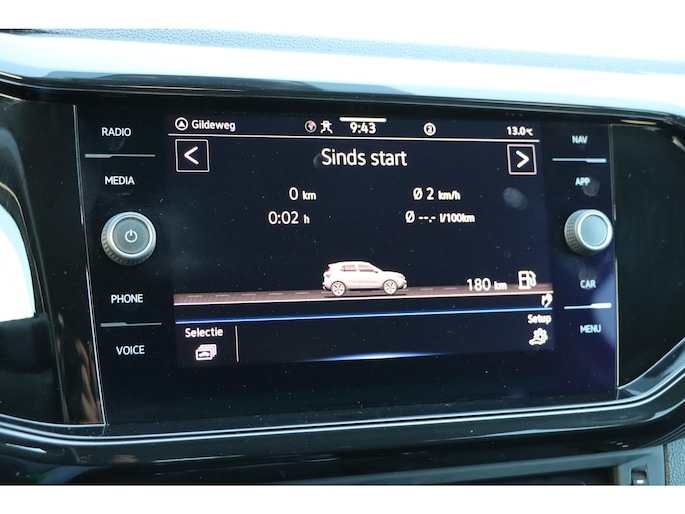 RADIO
MEDIA
PHONE
VOICE
Gildeweg
9:43
2
13.0°C
Sinds start
0 km
Ø 2 km/h
0:02 h
Ø --.- l/100km
180 km
Selectie
Setup
NAV
APP
CAR
MENU